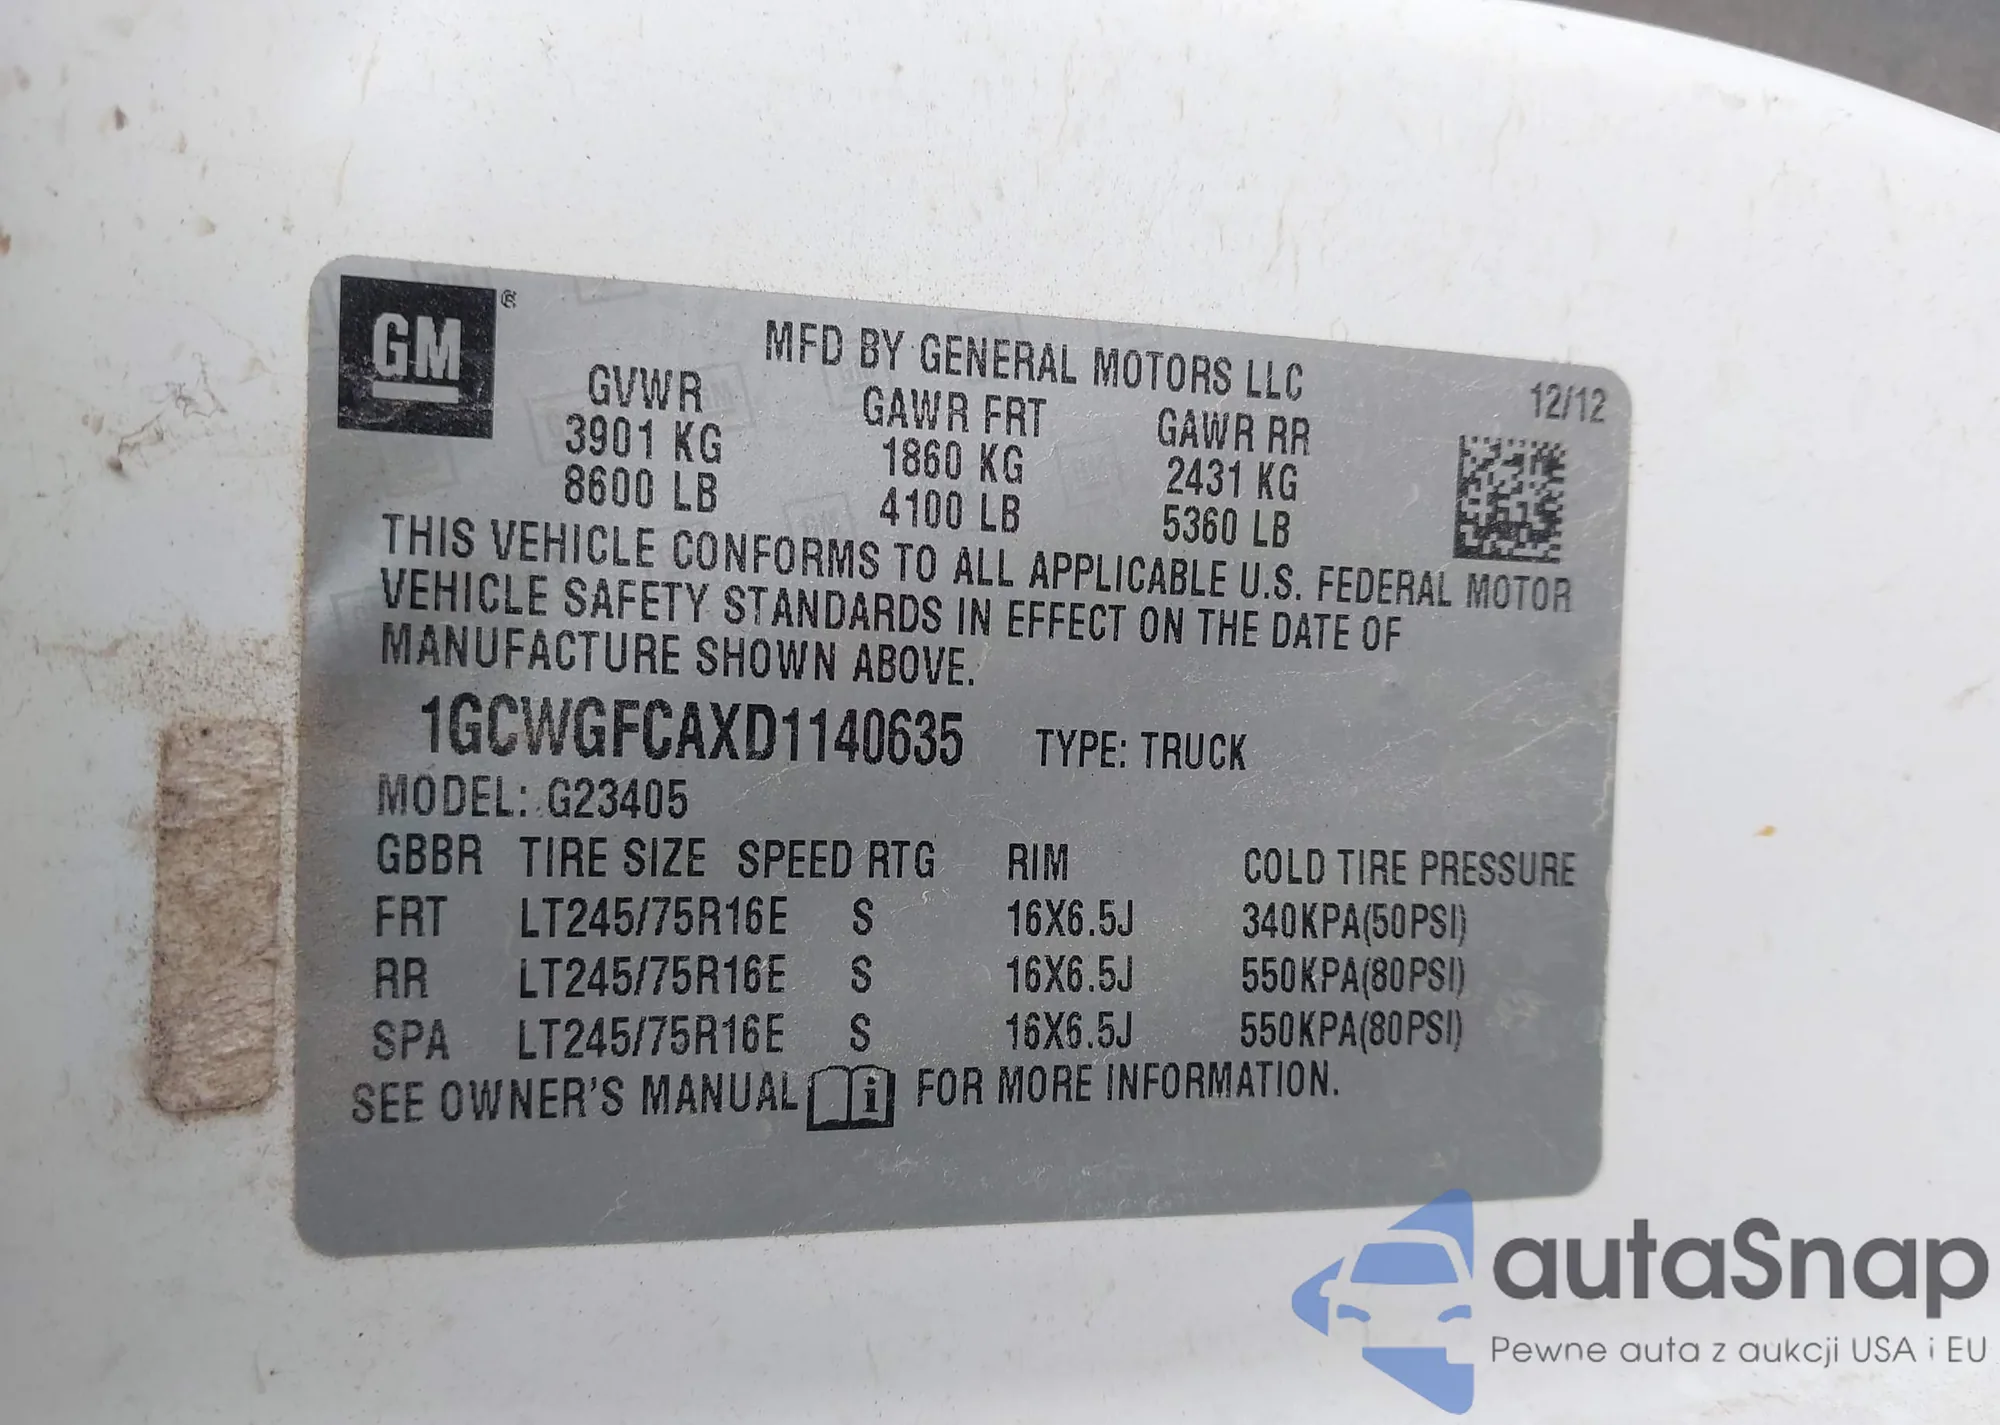 GM ®
MFD BY GENERAL MOTORS LLC
12/12
GVWR GAWR FRT GAWR RR
3901 KG 1860 KG 2431 KG
8600 LB 4100 LB 5360 LB
THIS VEHICLE CONFORMS TO ALL APPLICABLE U.S. FEDERAL MOTOR
VEHICLE SAFETY STANDARDS IN EFFECT ON THE DATE OF
MANUFACTURE SHOWN ABOVE.
1GCWGFCAXD1140635 TYPE: TRUCK
MODEL: G23405
GBBR TIRE SIZE SPEED RTG RIM COLD TIRE PRESSURE
FRT LT245/75R16E S 16X6.5J 340KPA(50PSI)
RR LT245/75R16E S 16X6.5J 550KPA(80PSI)
SPA LT245/75R16E S 16X6.5J 550KPA(80PSI)
SEE OWNER'S MANUAL i FOR MORE INFORMATION.
autaSnap
Pewne auta z aukcji USA i EU